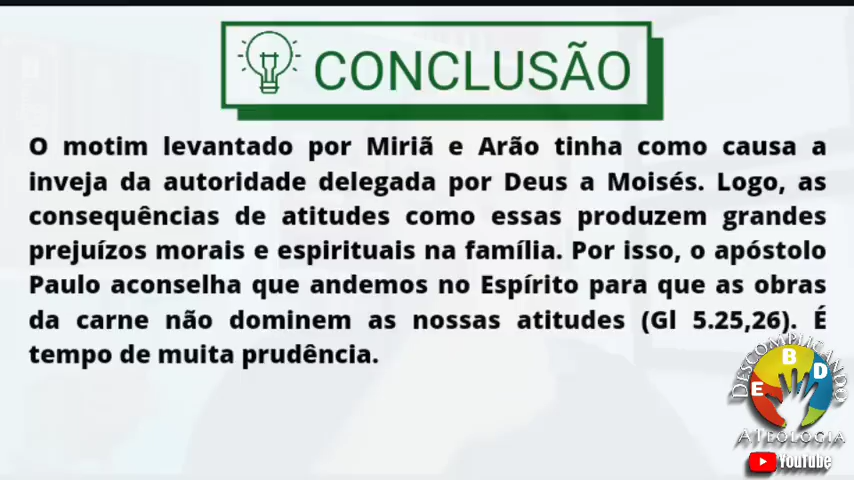 CONCLUSÃO
O motim levantado por Miriã e Arão tinha como causa a
inveja da autoridade delegada por Deus a Moisés. Logo, as
consequências de atitudes como essas produzem grandes
prejuízos morais e espirituais na família. Por isso, o apóstolo
Paulo aconselha que andemos no Espírito para que as obras
da carne não dominem as nossas atitudes (Gl 5.25,26). É
tempo de muita prudência.
DESCOMPLICANDO
EBD
A TEOLOGIA
YouTube